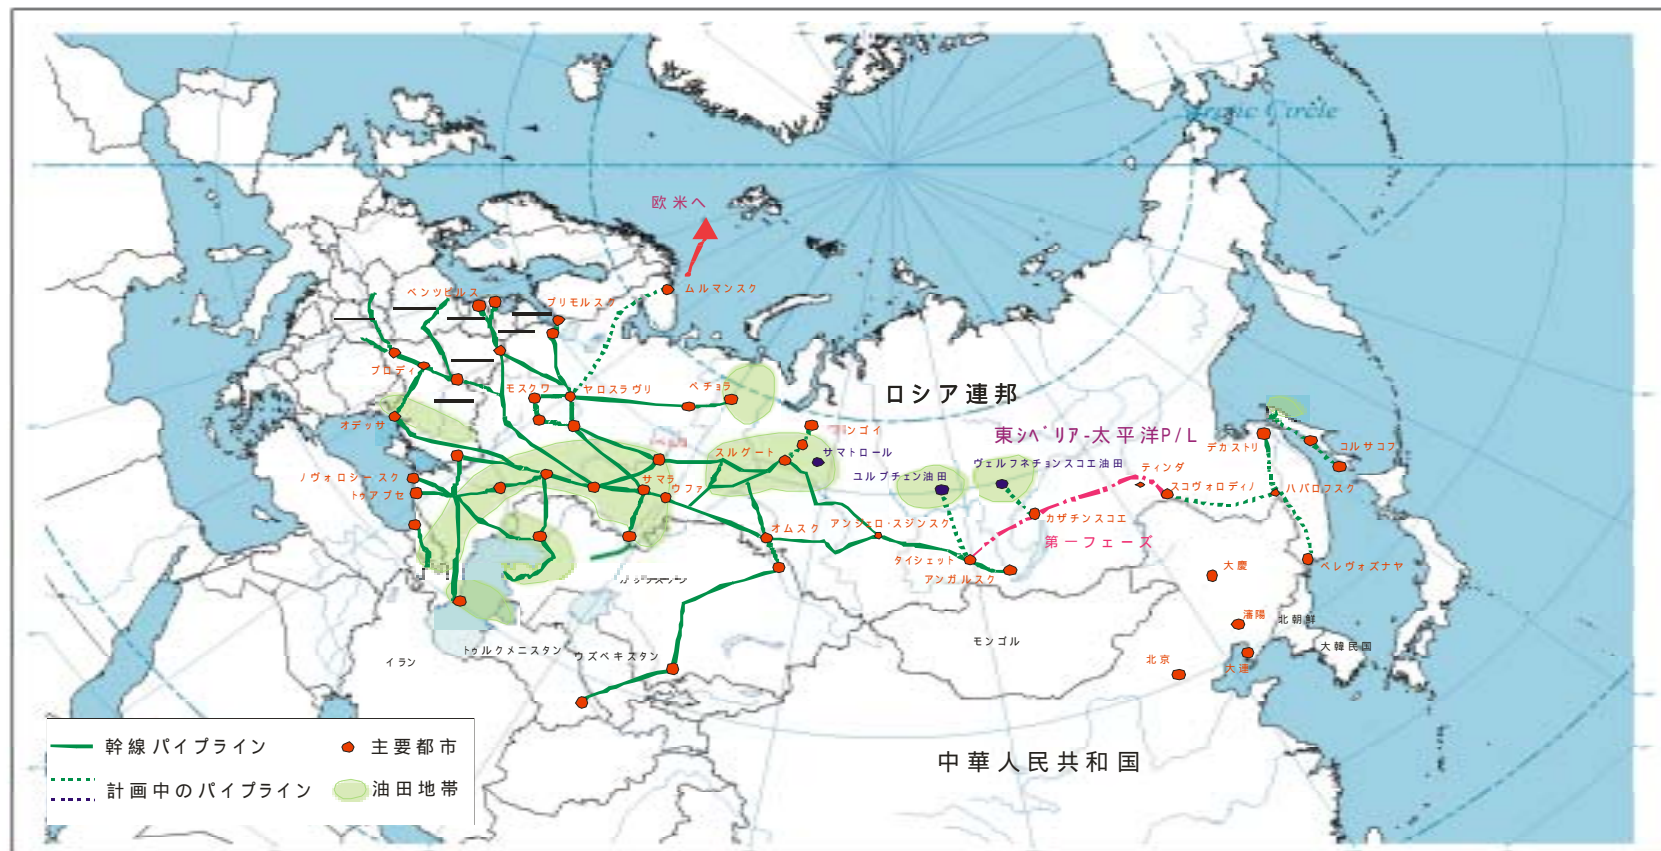 Arctic Circle
欧米へ
ムルマンスク
ベンツピルス
プリモルスク
ブロディ
モスクワ
ヤロスラヴリ
ペチョラ
ロシア連邦
オデッサ
ンゴイ
東シベリア-太平洋P/L
デカストリ
コルサコフ
スルグート
サマトロール
ヴェルフネチョンスコエ油田
ユルブチェン油田
ティンダ
ノヴォロシースク
トゥアプセ
サマラ
ウファ
スコヴォロディノ
ハバロフスク
オムスク
アンジェロ・スジンスク
カザチンスコエ
第一フェーズ
タイシェット
アンガルスク
大慶
ペレヴォズナヤ
瀋陽
北朝鮮
モンゴル
大韓民国
イラン
トゥルクメニスタン
ウズベキスタン
北京
大連
中華人民共和国
幹線パイプライン
主要都市
計画中のパイプライン
油田地帯